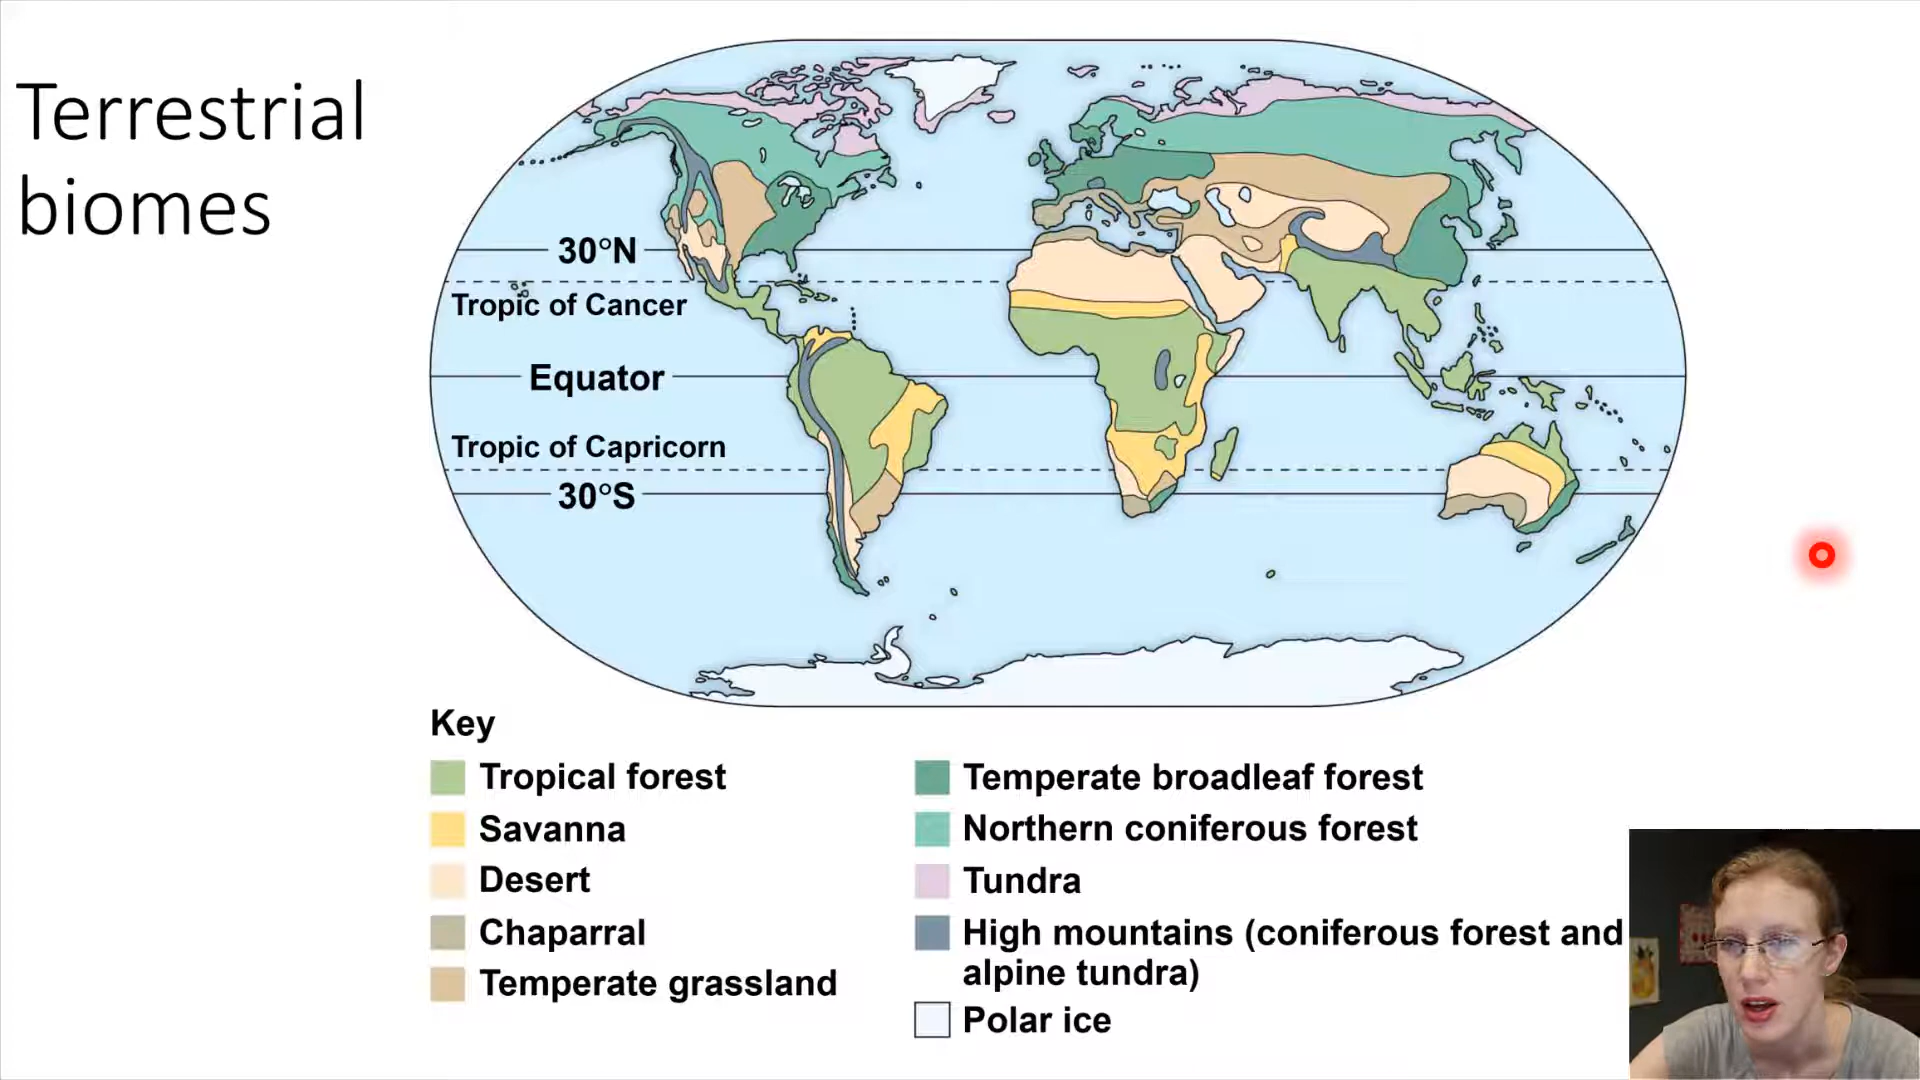 Terrestrial
biomes
30°N
Tropic of Cancer
Equator
Tropic of Capricorn
30°S
Key
Tropical forest
Savanna
Desert
Chaparral
Temperate grassland
Temperate broadleaf forest
Northern coniferous forest
Tundra
High mountains (coniferous forest and
alpine tundra)
Polar ice